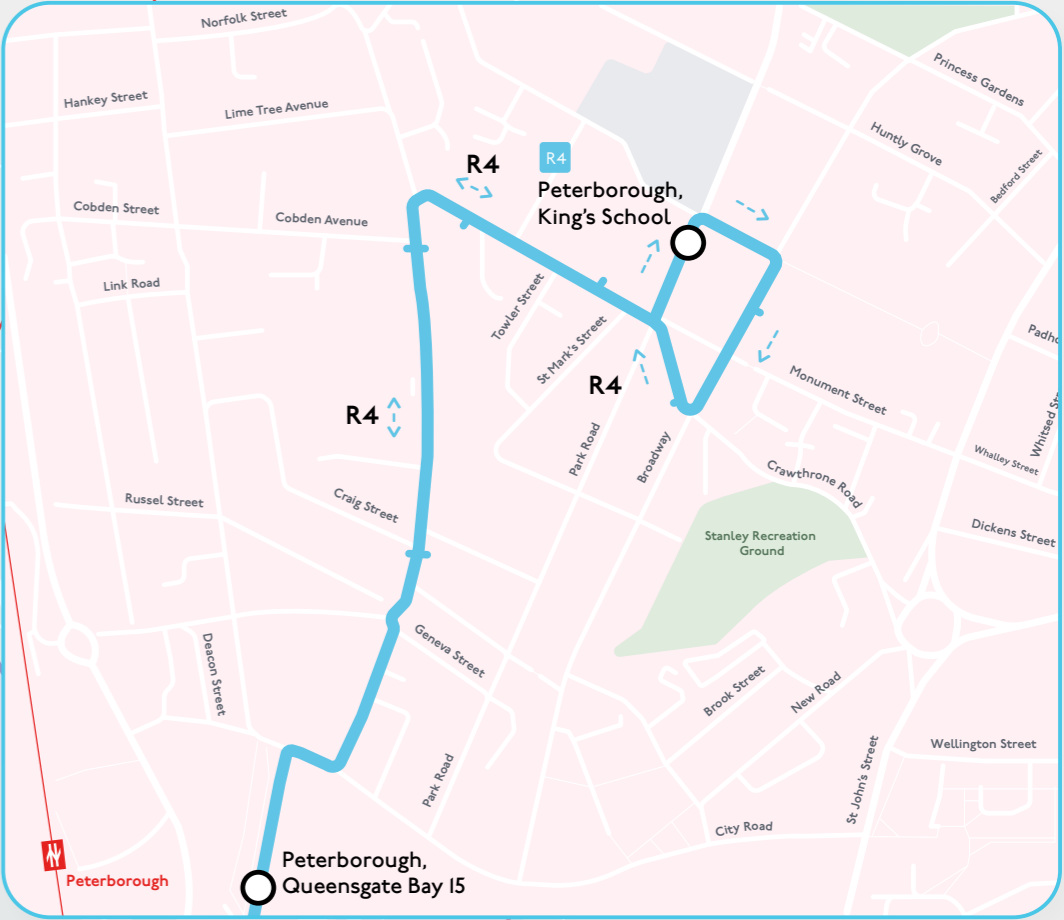 Norfolk Street
Princess Gardens
Hankey Street
Lime Tree Avenue
Huntly Grove
Bedford Street
R4
R4
Peterborough,
King's School
Cobden Street
Cobden Avenue
Link Road
Towler Street
St Mark's Street
R4
R4
Monument Street
Whalley Street
Park Road
Broadway
Crawthrone Road
Russel Street
Craig Street
Stanley Recreation
Ground
Dickens Street
Geneva Street
Deacon Street
Brook Street
New Road
Park Road
St John's Street
Wellington Street
City Road
Peterborough
Peterborough,
Queensgate Bay 15